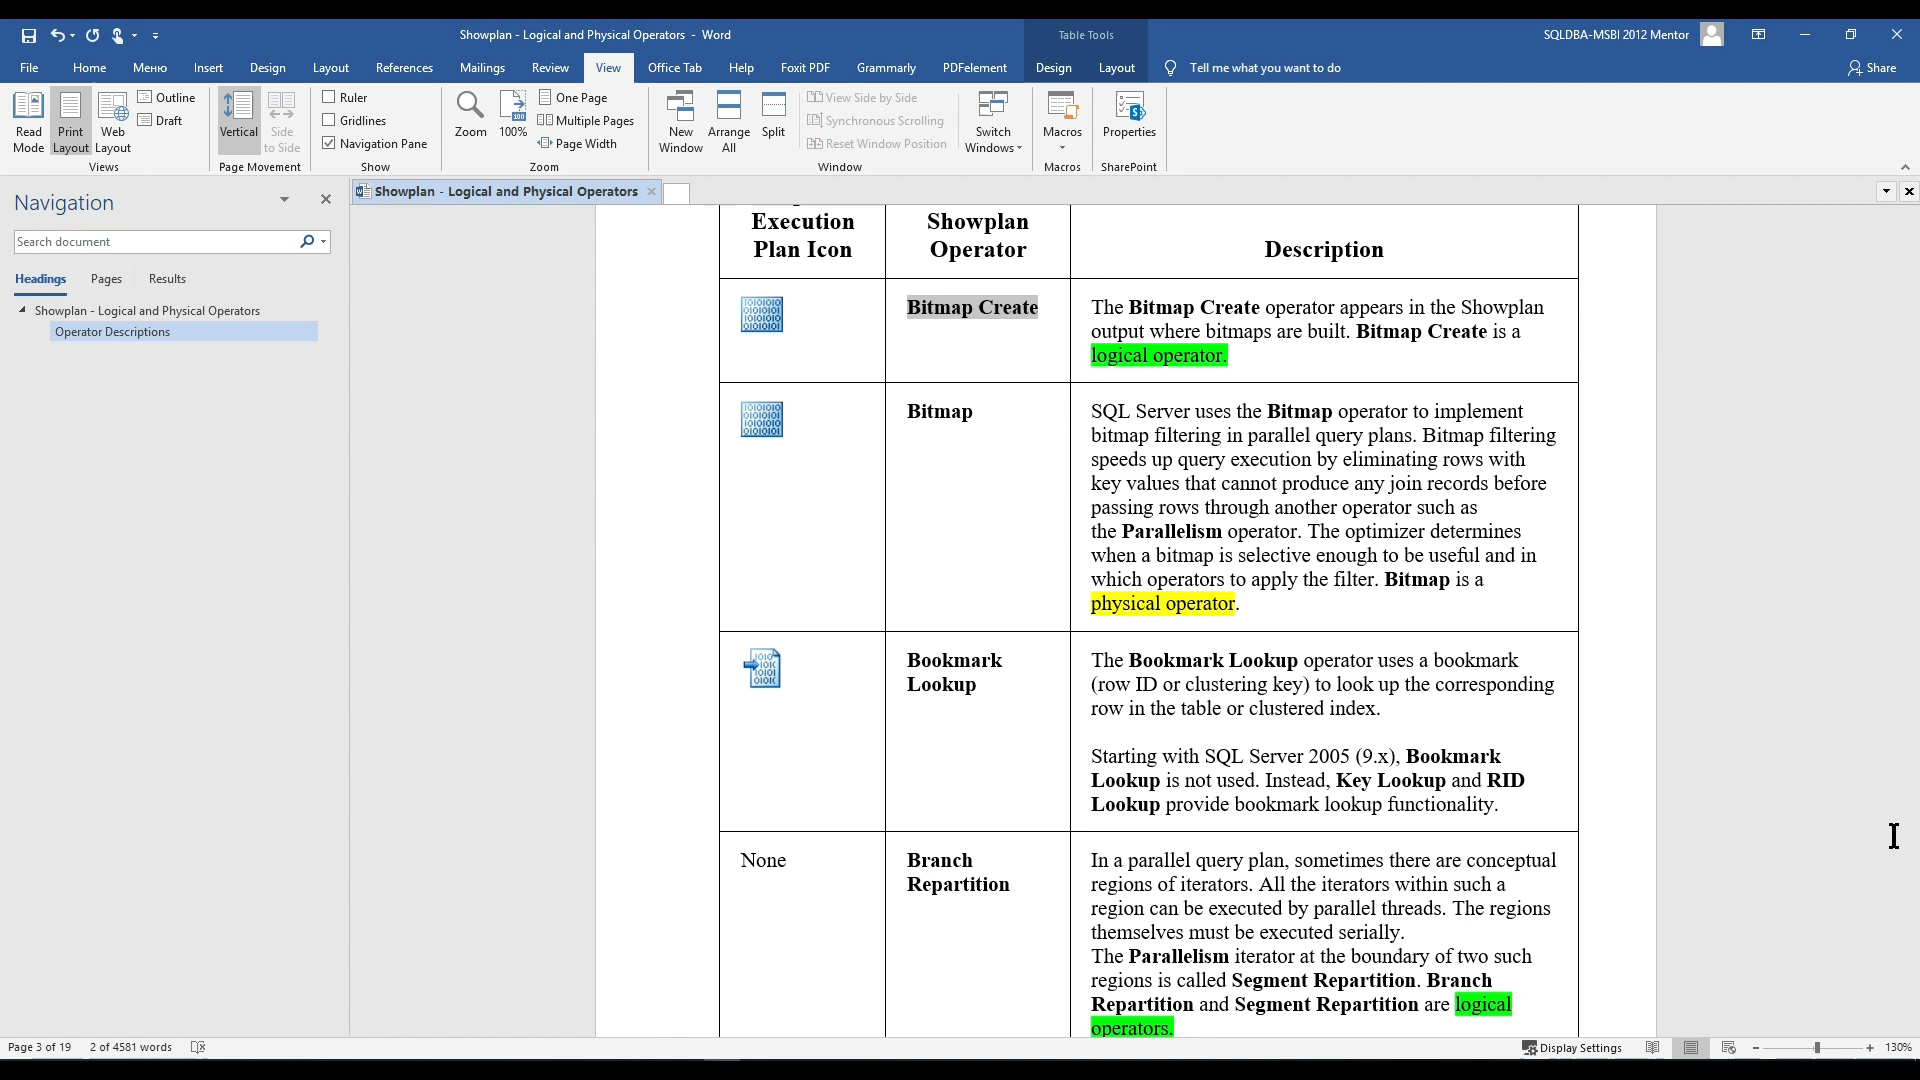 Showplan - Logical and Physical Operators - Word
Table Tools
SQLDBA-MSBI 2012 Mentor
File Home Меню Insert Design Layout References Mailings Review View Office Tab Help Foxit PDF Grammarly PDFelement Design Layout Tell me what you want to do Share
Read Mode
Print Layout
Web Layout
Outline
Draft
Views
Vertical
Side to Side
Page Movement
Ruler
Gridlines
Navigation Pane
Show
Zoom
100%
One Page
Multiple Pages
Page Width
Zoom
New Window
Arrange All
Split
View Side by Side
Synchronous Scrolling
Reset Window Position
Window
Switch Windows
Macros
Macros
Properties
SharePoint
Navigation
Search document
Headings Pages Results
Showplan - Logical and Physical Operators
Operator Descriptions
Showplan - Logical and Physical Operators
Execution
Plan Icon
Showplan
Operator
Description
Bitmap Create
The Bitmap Create operator appears in the Showplan
output where bitmaps are built. Bitmap Create is a
logical operator.
Bitmap
SQL Server uses the Bitmap operator to implement
bitmap filtering in parallel query plans. Bitmap filtering
speeds up query execution by eliminating rows with
key values that cannot produce any join records before
passing rows through another operator such as
the Parallelism operator. The optimizer determines
when a bitmap is selective enough to be useful and in
which operators to apply the filter. Bitmap is a
physical operator.
Bookmark
Lookup
The Bookmark Lookup operator uses a bookmark
(row ID or clustering key) to look up the corresponding
row in the table or clustered index.
Starting with SQL Server 2005 (9.x), Bookmark
Lookup is not used. Instead, Key Lookup and RID
Lookup provide bookmark lookup functionality.
None
Branch
Repartition
In a parallel query plan, sometimes there are conceptual
regions of iterators. All the iterators within such a
region can be executed by parallel threads. The regions
themselves must be executed serially.
The Parallelism iterator at the boundary of two such
regions is called Segment Repartition. Branch
Repartition and Segment Repartition are logical
operators.
Page 3 of 19 2 of 4581 words
Display Settings
130%